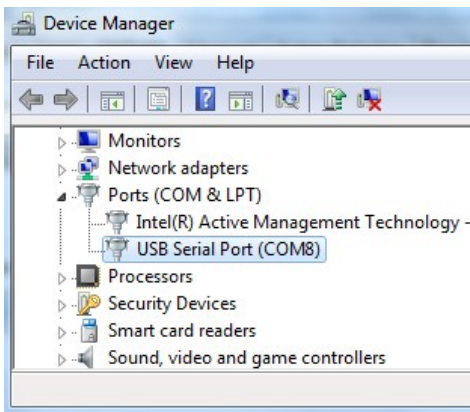 Device Manager
File Action View Help
Monitors
Network adapters
Ports (COM & LPT)
Intel(R) Active Management Technology -
USB Serial Port (COM8)
Processors
Security Devices
Smart card readers
Sound, video and game controllers